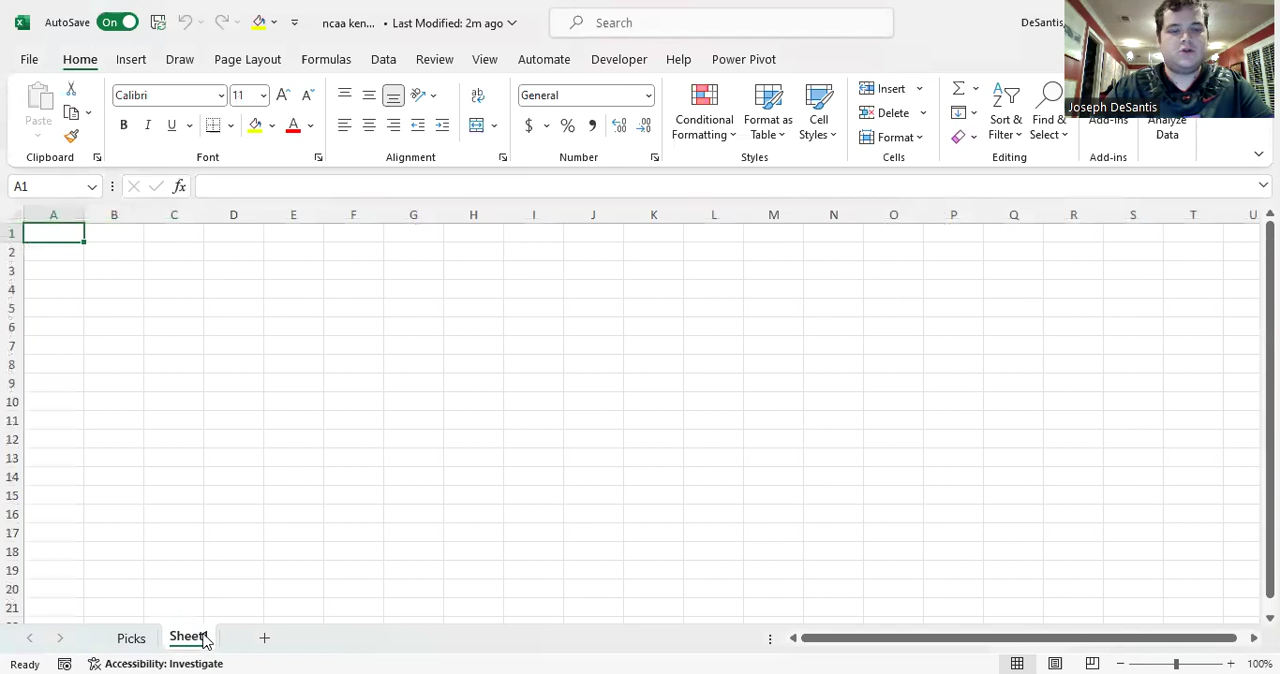 AutoSave On ncaa ken... • Last Modified: 2m ago Search DeSantis,
File Home Insert Draw Page Layout Formulas Data Review View Automate Developer Help Power Pivot
Joseph DeSantis
Paste
Calibri 11
B I U A
ab
General
$ % 9
Conditional Formatting
Format as Table
Cell Styles
Insert
Delete
Format
Sort & Filter
Find & Select
Add-ins
Analyze Data
Clipboard Font Alignment Number Styles Cells Editing Add-ins
A1 fx
A B C D E F G H I J K L M N O P Q R S T U
1
2
3
4
5
6
7
8
9
10
11
12
13
14
15
16
17
18
19
20
21
Picks Sheet1 +
Ready Accessibility: Investigate 100%